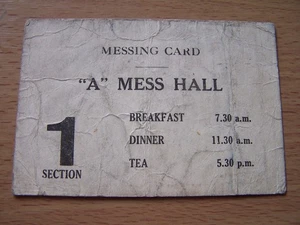 MESSING CARD
"A" MESS HALL
BREAKFAST 7.30 a.m.
DINNER 11.30 a.m.
TEA 5.30 p.m.
1
SECTION